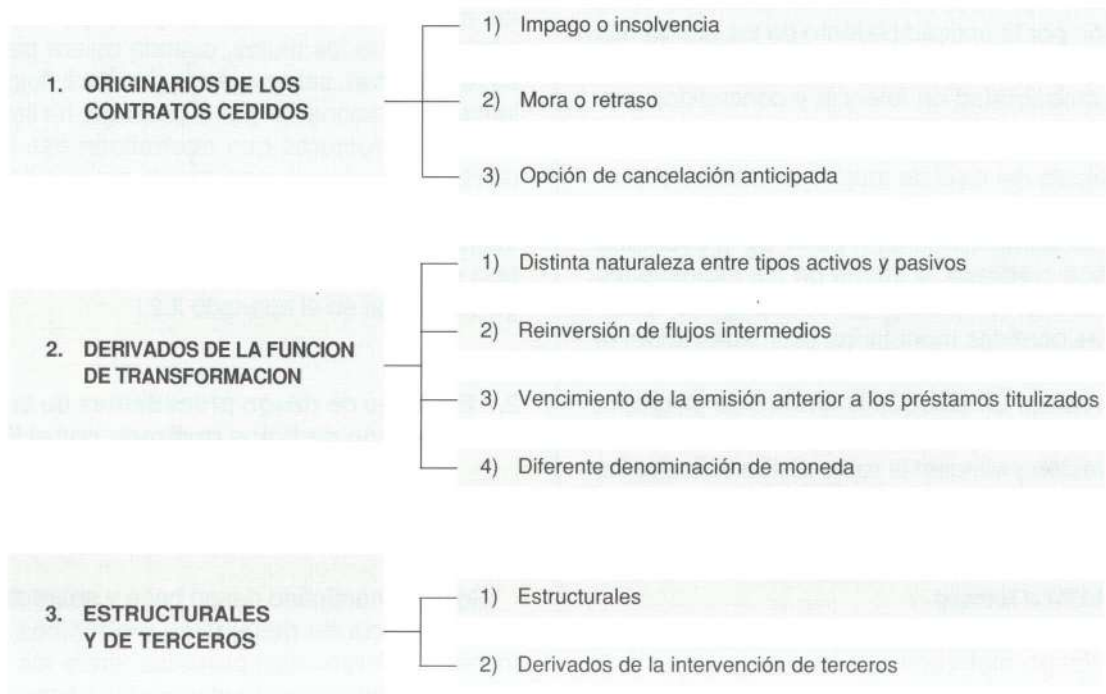 1. ORIGINARIOS DE LOS
CONTRATOS CEDIDOS
1) Impago o insolvencia
2) Mora o retraso
3) Opción de cancelación anticipada
2. DERIVADOS DE LA FUNCION
DE TRANSFORMACION
1) Distinta naturaleza entre tipos activos y pasivos
2) Reinversión de flujos intermedios
3) Vencimiento de la emisión anterior a los préstamos titulizados
4) Diferente denominación de moneda
3. ESTRUCTURALES
Y DE TERCEROS
1) Estructurales
2) Derivados de la intervención de terceros